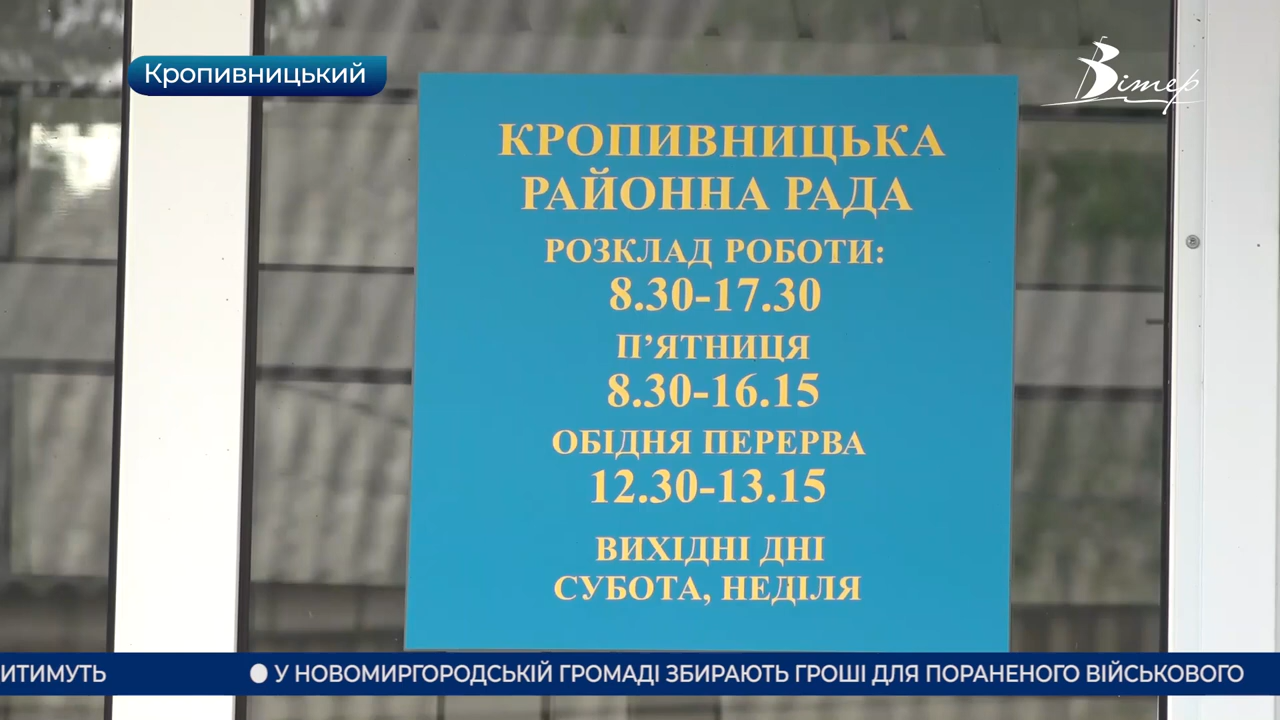 Кропивницький
Вітер
КРОПИВНИЦЬКА
РАЙОННА РАДА
РОЗКЛАД РОБОТИ:
8.30-17.30
П’ЯТНИЦЯ
8.30-16.15
ОБІДНЯ ПЕРЕРВА
12.30-13.15
ВИХІДНІ ДНІ
СУБОТА, НЕДІЛЯ
ИТИМУТЬ ● У НОВОМИРГОРОДСЬКІЙ ГРОМАДІ ЗБИРАЮТЬ ГРОШІ ДЛЯ ПОРАНЕНОГО ВІЙСЬКОВОГО